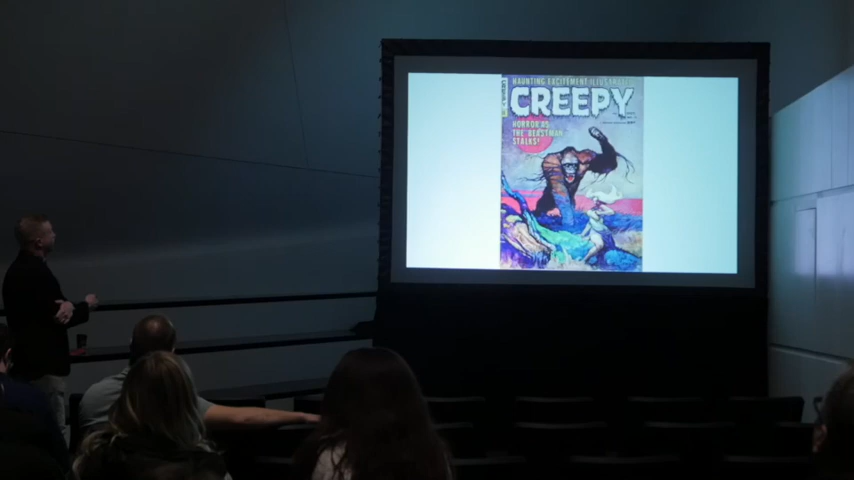 HAUNTING EXCITEMENT ILLUSTRATED
CREEPY
HORROR AS
THE BEASTMAN
STALKS!